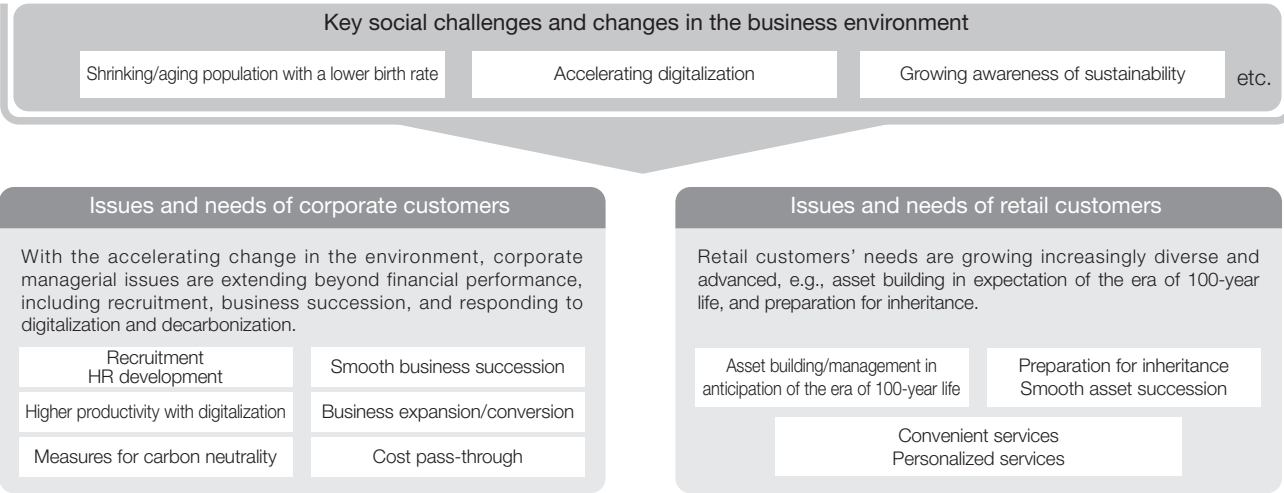 Key social challenges and changes in the business environment
Shrinking/aging population with a lower birth rate
Accelerating digitalization
Growing awareness of sustainability
etc.
Issues and needs of corporate customers
With the accelerating change in the environment, corporate
managerial issues are extending beyond financial performance,
including recruitment, business succession, and responding to
digitalization and decarbonization.
Recruitment
HR development
Smooth business succession
Higher productivity with digitalization
Business expansion/conversion
Measures for carbon neutrality
Cost pass-through
Issues and needs of retail customers
Retail customers’ needs are growing increasingly diverse and
advanced, e.g., asset building in expectation of the era of 100-year
life, and preparation for inheritance.
Asset building/management in
anticipation of the era of 100-year life
Preparation for inheritance
Smooth asset succession
Convenient services
Personalized services